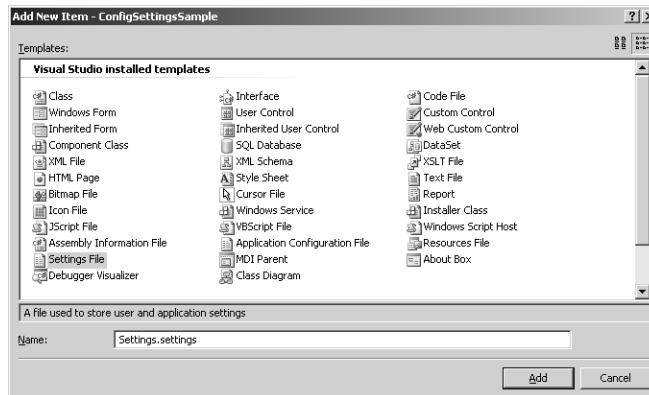 Add New Item - ConfigSettingsSample
Templates:
Visual Studio installed templates
Class
Interface
Code File
Windows Form
User Control
Custom Control
Inherited Form
Inherited User Control
Web Custom Control
Component Class
SQL Database
DataSet
XML File
XML Schema
XSLT File
HTML Page
Style Sheet
Text File
Bitmap File
Cursor File
Report
Icon File
Windows Service
Installer Class
JScript File
VBScript File
Windows Script Host
Assembly Information File
Application Configuration File
Resources File
Settings File
MDI Parent
About Box
Debugger Visualizer
Class Diagram
A file used to store user and application settings
Name:
Settings.settings
Add
Cancel